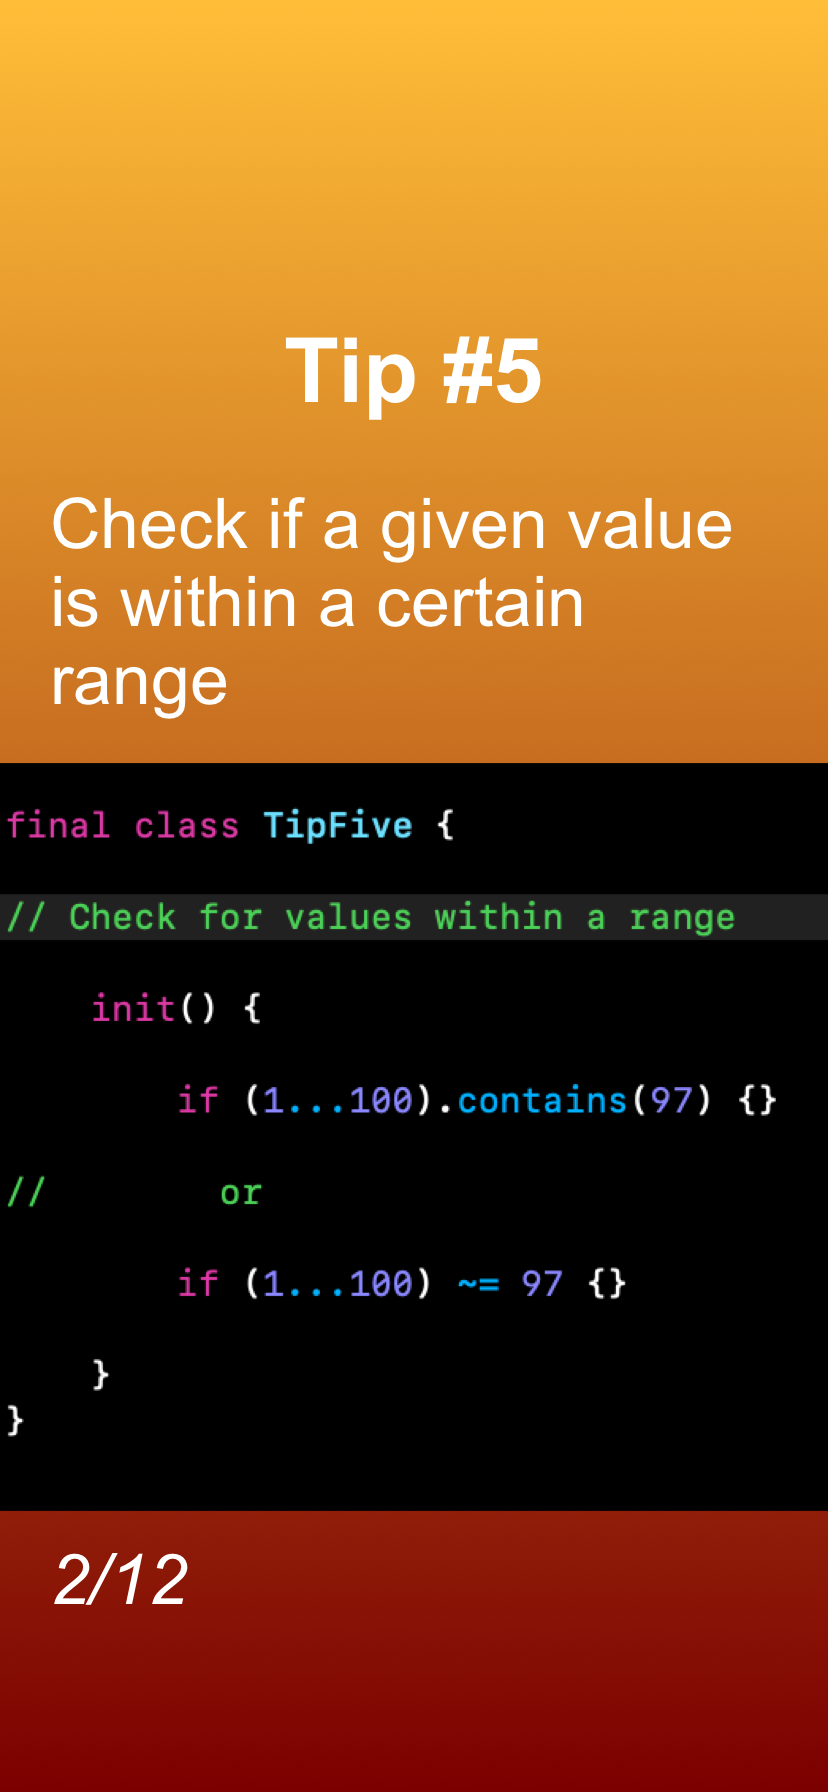 Tip #5
Check if a given value
is within a certain
range
final class TipFive {
// Check for values within a range
    init() {
        if (1...100).contains(97) {}
//        or
        if (1...100) ~= 97 {}
    }
}
2/12